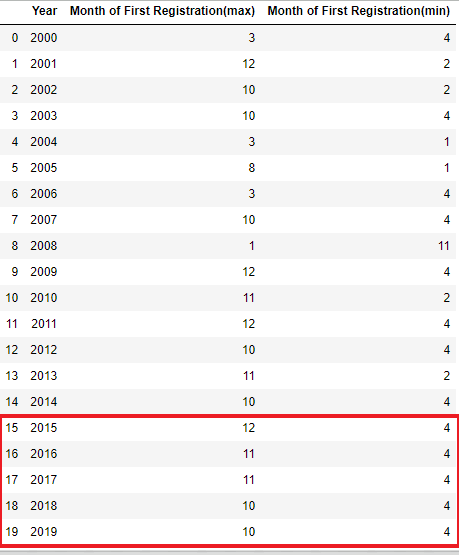 Year Month of First Registration(max) Month of First Registration(min)
0 2000 3 4
1 2001 12 2
2 2002 10 2
3 2003 10 4
4 2004 3 1
5 2005 8 1
6 2006 3 4
7 2007 10 4
8 2008 1 11
9 2009 12 4
10 2010 11 2
11 2011 12 4
12 2012 10 4
13 2013 11 2
14 2014 10 4
15 2015 12 4
16 2016 11 4
17 2017 11 4
18 2018 10 4
19 2019 10 4